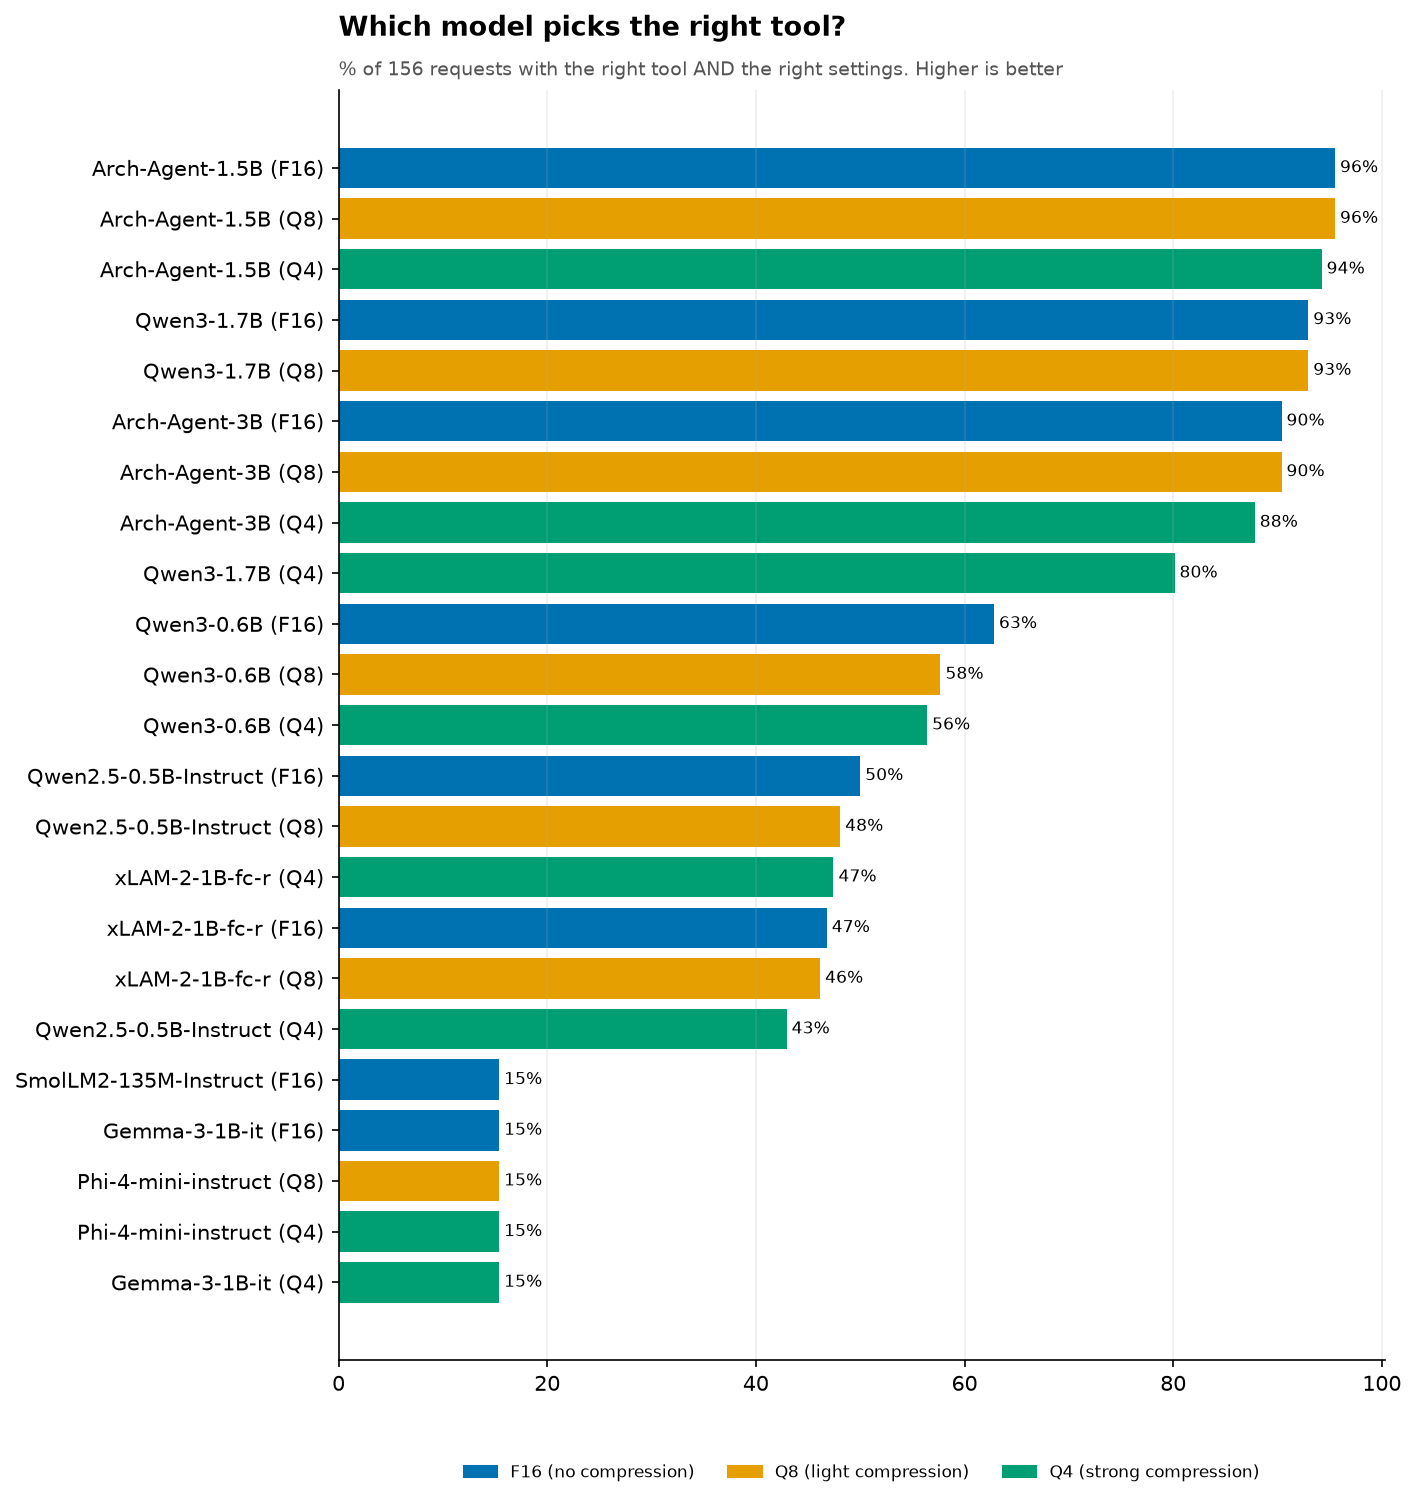 Which model picks the right tool?
% of 156 requests with the right tool AND the right settings. Higher is better
Arch-Agent-1.5B (F16) 96%
Arch-Agent-1.5B (Q8) 96%
Arch-Agent-1.5B (Q4) 94%
Qwen3-1.7B (F16) 93%
Qwen3-1.7B (Q8) 93%
Arch-Agent-3B (F16) 90%
Arch-Agent-3B (Q8) 90%
Arch-Agent-3B (Q4) 88%
Qwen3-1.7B (Q4) 80%
Qwen3-0.6B (F16) 63%
Qwen3-0.6B (Q8) 58%
Qwen3-0.6B (Q4) 56%
Qwen2.5-0.5B-Instruct (F16) 50%
Qwen2.5-0.5B-Instruct (Q8) 48%
xLAM-2-1B-fc-r (Q4) 47%
xLAM-2-1B-fc-r (F16) 47%
xLAM-2-1B-fc-r (Q8) 46%
Qwen2.5-0.5B-Instruct (Q4) 43%
SmolLM2-135M-Instruct (F16) 15%
Gemma-3-1B-it (F16) 15%
Phi-4-mini-instruct (Q8) 15%
Phi-4-mini-instruct (Q4) 15%
Gemma-3-1B-it (Q4) 15%
0 20 40 60 80 100
F16 (no compression) Q8 (light compression) Q4 (strong compression)